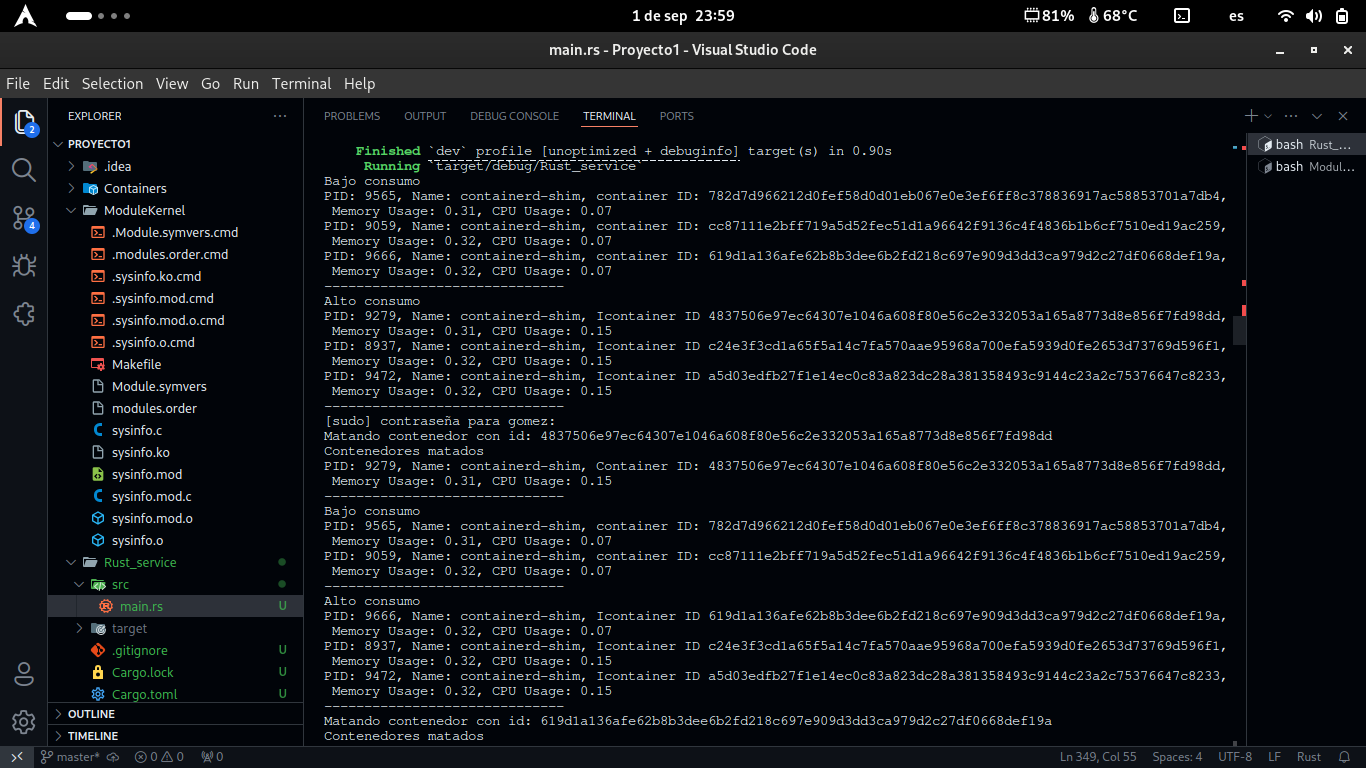 1 de sep 23:59
81% 68°C es
main.rs - Proyecto1 - Visual Studio Code
File Edit Selection View Go Run Terminal Help
EXPLORER
PROYECTO1
.idea
Containers
ModuleKernel
.Module.symvers.cmd
.modules.order.cmd
.sysinfo.ko.cmd
.sysinfo.mod.cmd
.sysinfo.mod.o.cmd
.sysinfo.o.cmd
Makefile
Module.symvers
modules.order
sysinfo.c
sysinfo.ko
sysinfo.mod
sysinfo.mod.c
sysinfo.mod.o
sysinfo.o
Rust_service
src
main.rs U
target
.gitignore U
Cargo.lock U
Cargo.toml U
OUTLINE
TIMELINE
2
4
PROBLEMS OUTPUT DEBUG CONSOLE TERMINAL PORTS
Finished `dev` profile [unoptimized + debuginfo] target(s) in 0.90s
Running `target/debug/Rust_service`
Bajo consumo
PID: 9565, Name: containerd-shim, container ID: 782d7d966212d0fef58d0d01eb067e0e3ef6ff8c378836917ac58853701a7db4,
Memory Usage: 0.31, CPU Usage: 0.07
PID: 9059, Name: containerd-shim, container ID: cc87111e2bff719a5d52fec51d1a96642f9136c4f4836b1b6cf7510ed19ac259,
Memory Usage: 0.32, CPU Usage: 0.07
PID: 9666, Name: containerd-shim, container ID: 619d1a136afe62b8b3dee6b2fd218c697e909d3dd3ca979d2c27df0668def19a,
Memory Usage: 0.32, CPU Usage: 0.07
------------------------------
Alto consumo
PID: 9279, Name: containerd-shim, Icontainer ID 4837506e97ec64307e1046a608f80e56c2e332053a165a8773d8e856f7fd98dd,
Memory Usage: 0.31, CPU Usage: 0.15
PID: 8937, Name: containerd-shim, Icontainer ID c24e3f3cd1a65f5a14c7fa570aae95968a700efa5939d0fe2653d73769d596f1,
Memory Usage: 0.32, CPU Usage: 0.15
PID: 9472, Name: containerd-shim, Icontainer ID a5d03edfb27f1e14ec0c83a823dc28a381358493c9144c23a2c75376647c8233,
Memory Usage: 0.32, CPU Usage: 0.15
------------------------------
[sudo] contraseña para gomez:
Matando contenedor con id: 4837506e97ec64307e1046a608f80e56c2e332053a165a8773d8e856f7fd98dd
Contenedores matados
PID: 9279, Name: containerd-shim, Container ID: 4837506e97ec64307e1046a608f80e56c2e332053a165a8773d8e856f7fd98dd,
Memory Usage: 0.31, CPU Usage: 0.15
------------------------------
Bajo consumo
PID: 9565, Name: containerd-shim, container ID: 782d7d966212d0fef58d0d01eb067e0e3ef6ff8c378836917ac58853701a7db4,
Memory Usage: 0.31, CPU Usage: 0.07
PID: 9059, Name: containerd-shim, container ID: cc87111e2bff719a5d52fec51d1a96642f9136c4f4836b1b6cf7510ed19ac259,
Memory Usage: 0.32, CPU Usage: 0.07
------------------------------
Alto consumo
PID: 9666, Name: containerd-shim, Icontainer ID 619d1a136afe62b8b3dee6b2fd218c697e909d3dd3ca979d2c27df0668def19a,
Memory Usage: 0.32, CPU Usage: 0.07
PID: 8937, Name: containerd-shim, Icontainer ID c24e3f3cd1a65f5a14c7fa570aae95968a700efa5939d0fe2653d73769d596f1,
Memory Usage: 0.32, CPU Usage: 0.15
PID: 9472, Name: containerd-shim, Icontainer ID a5d03edfb27f1e14ec0c83a823dc28a381358493c9144c23a2c75376647c8233,
Memory Usage: 0.32, CPU Usage: 0.15
------------------------------
Matando contenedor con id: 619d1a136afe62b8b3dee6b2fd218c697e909d3dd3ca979d2c27df0668def19a
Contenedores matados
bash Rust_...
bash Modul...
master* 0 0 0
Ln 349, Col 55 Spaces: 4 UTF-8 LF Rust